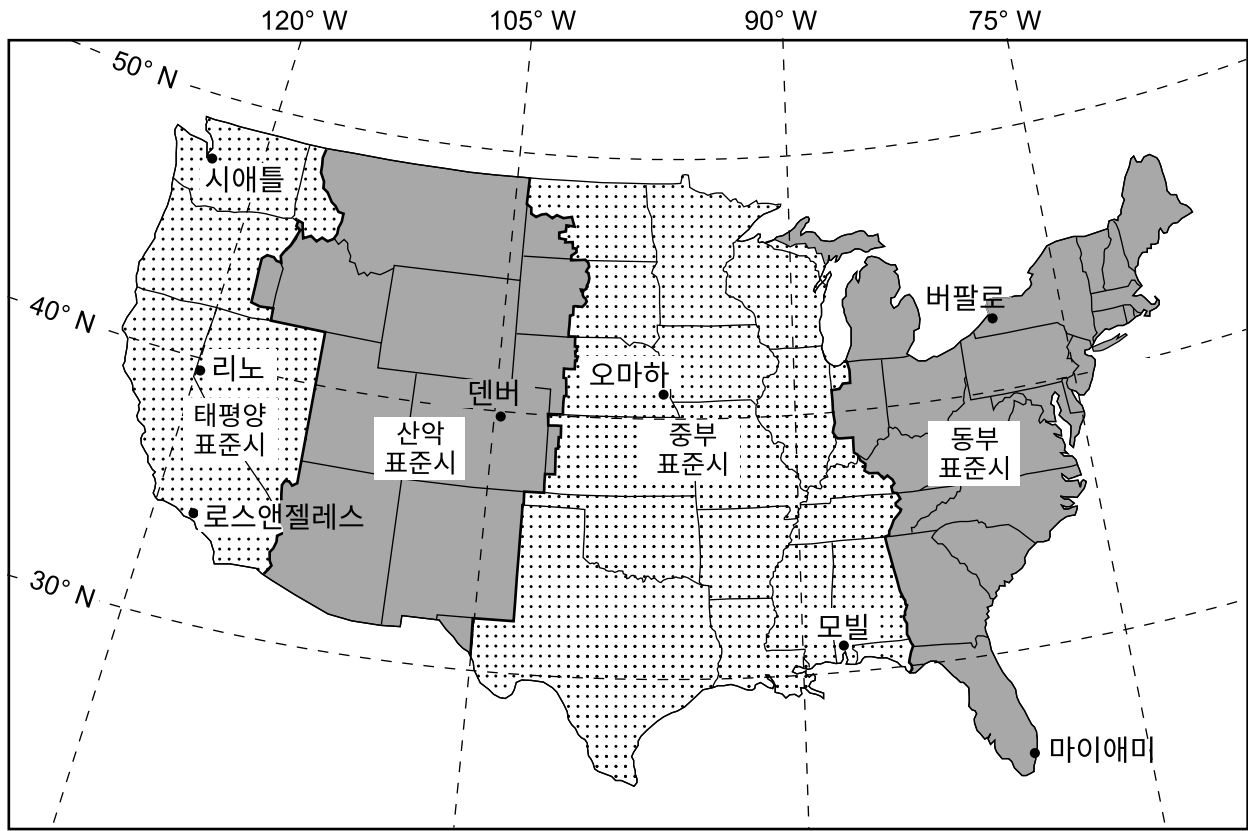 120° W
105° W
90° W
75° W
50° N
시애틀
40° N
버팔로
리노
덴버
오마하
태평양
표준시
산악
표준시
중부
표준시
동부
표준시
로스앤젤레스
30° N
모빌
마이애미